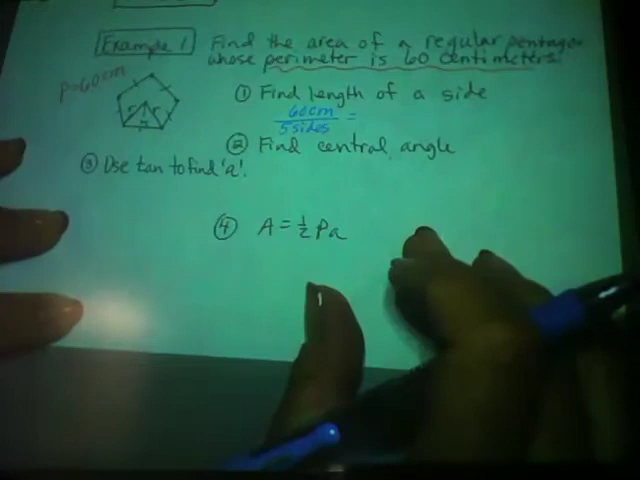 Example 1 Find the area of a regular pentagon
whose perimeter is 60 centimeters.
p=60cm
① Find length of a side
60cm
5 sides =
② Find central angle
③ Use tan to find 'a'.
r r
④ A = ½ Pa